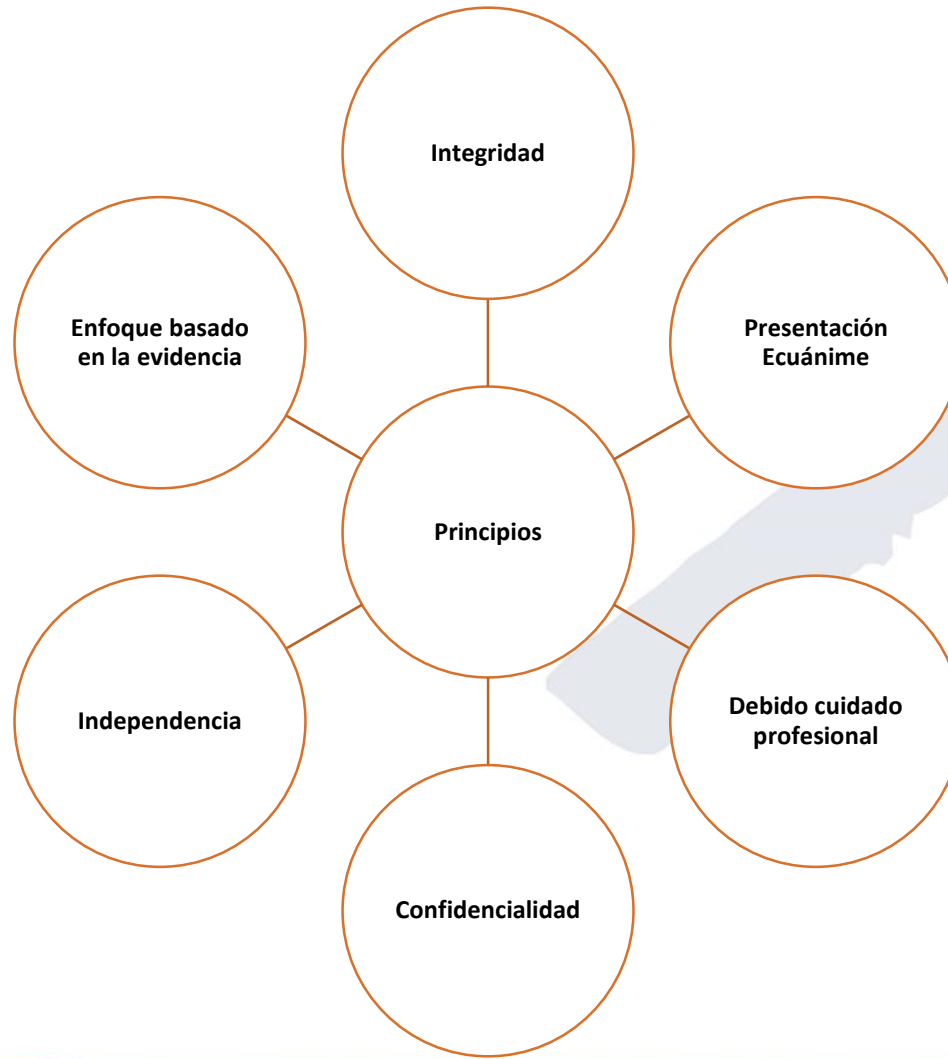 Integridad
Enfoque basado
en la evidencia
Presentación
Ecuánime
Principios
Independencia
Debido cuidado
profesional
Confidencialidad